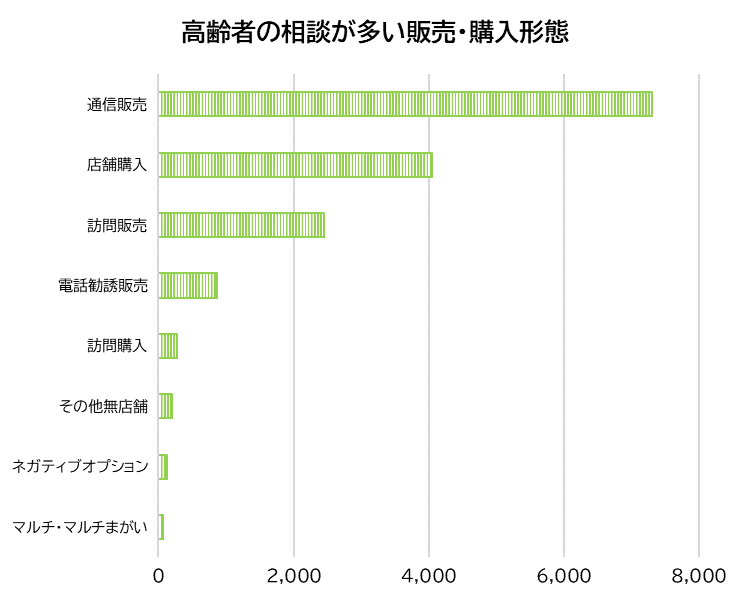 高齢者の相談が多い販売・購入形態
通信販売
店舗購入
訪問販売
電話勧誘販売
訪問購入
その他無店舗
ネガティブオプション
マルチ・マルチまがい
0 2,000 4,000 6,000 8,000